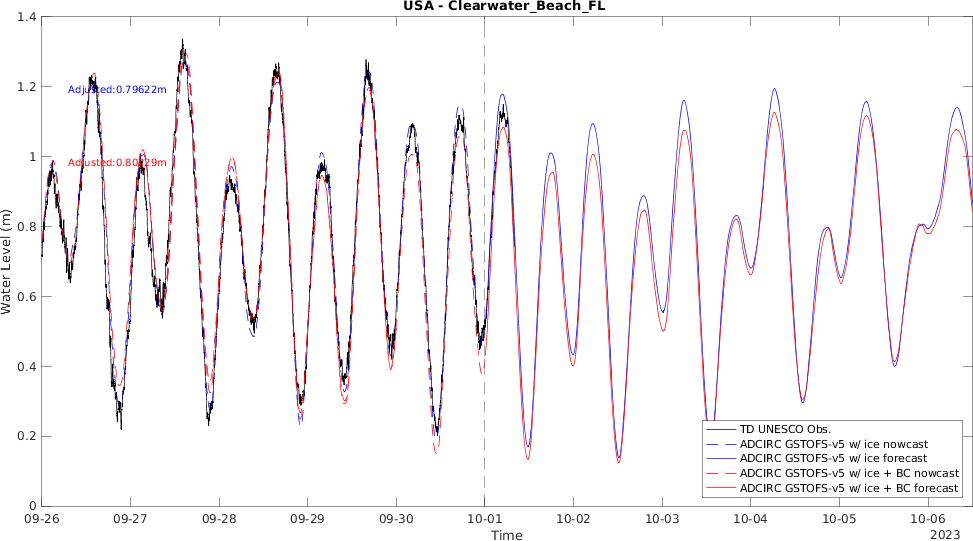 USA - Clearwater_Beach_FL
1.4
1.2
1
0.8
0.6
0.4
0.2
0
Water Level (m)
Adjusted:0.79622m
TD UNESCO Obs.
ADCIRC GSTOFS-v5 w/ ice nowcast
ADCIRC GSTOFS-v5 w/ ice forecast
ADCIRC GSTOFS-v5 w/ ice + BC nowcast
ADCIRC GSTOFS-v5 w/ ice + BC forecast
09-26 09-27 09-28 09-29 09-30 10-01 10-02 10-03 10-04 10-05 10-06
Time
2023